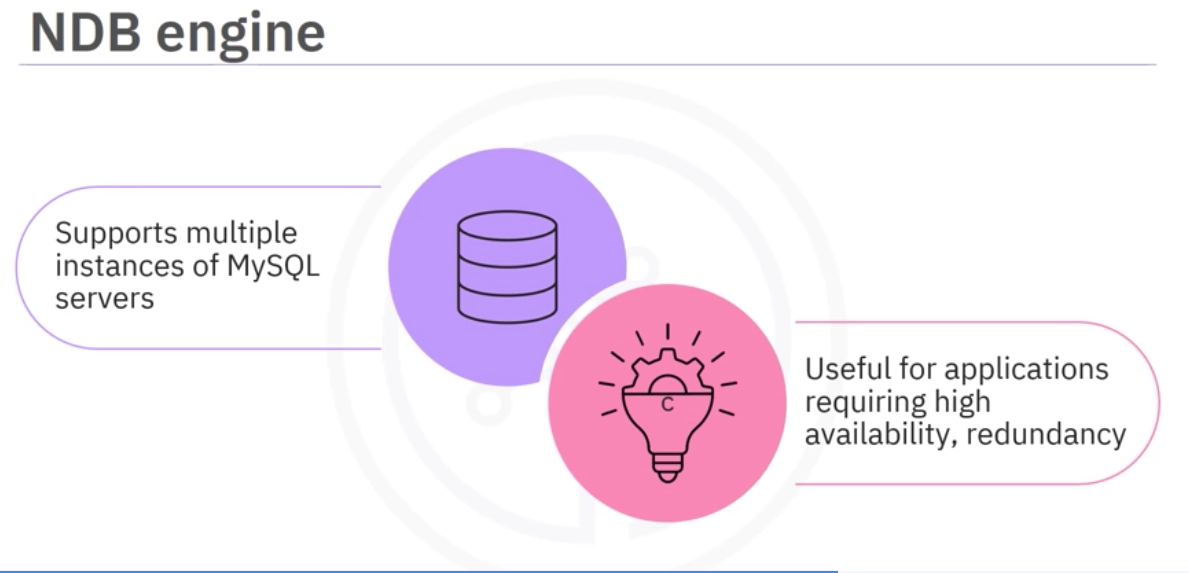 NDB engine
Supports multiple
instances of MySQL
servers
C
Useful for applications
requiring high
availability, redundancy